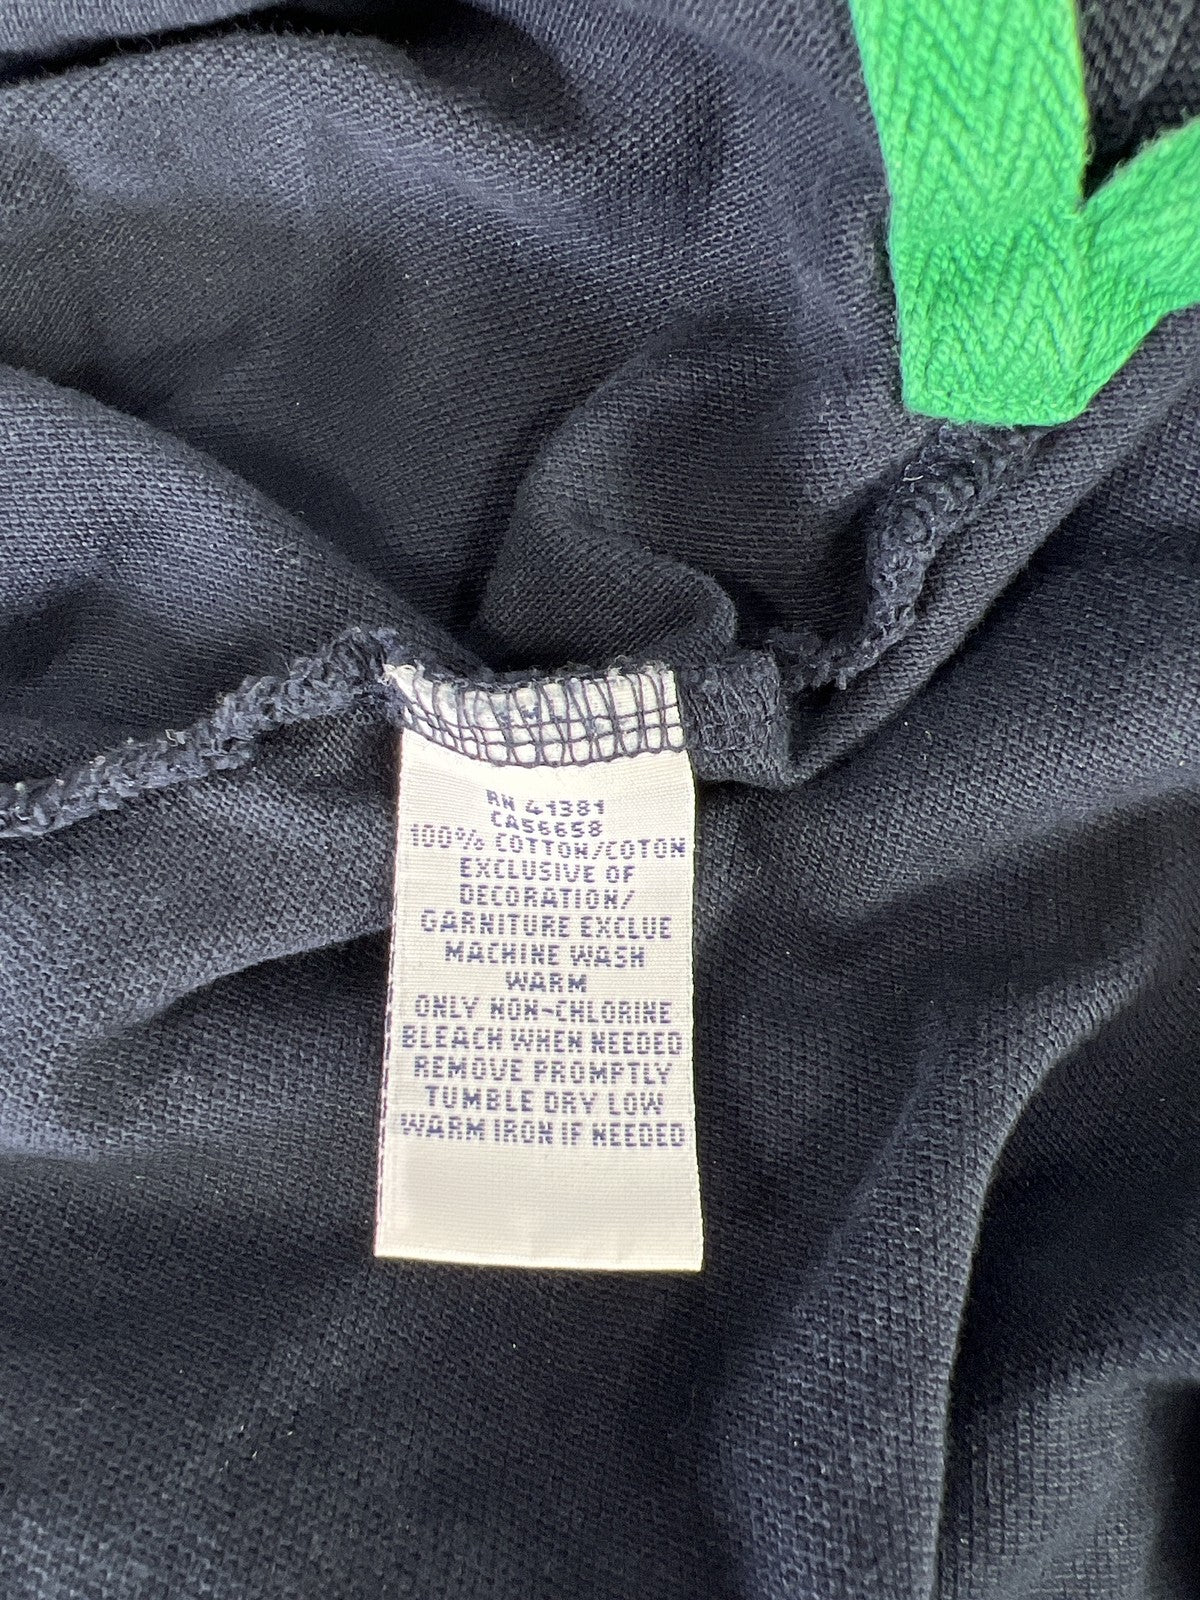 RN 41381
CA56658
100% COTTON/COTON
EXCLUSIVE OF
DECORATION/
GARNITURE EXCLUE
MACHINE WASH
WARM
ONLY NON-CHLORINE
BLEACH WHEN NEEDED
REMOVE PROMPTLY
TUMBLE DRY LOW
WARM IRON IF NEEDED